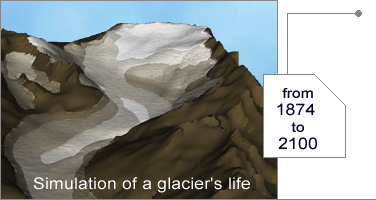 from
1874
to
2100
Simulation of a glacier's life